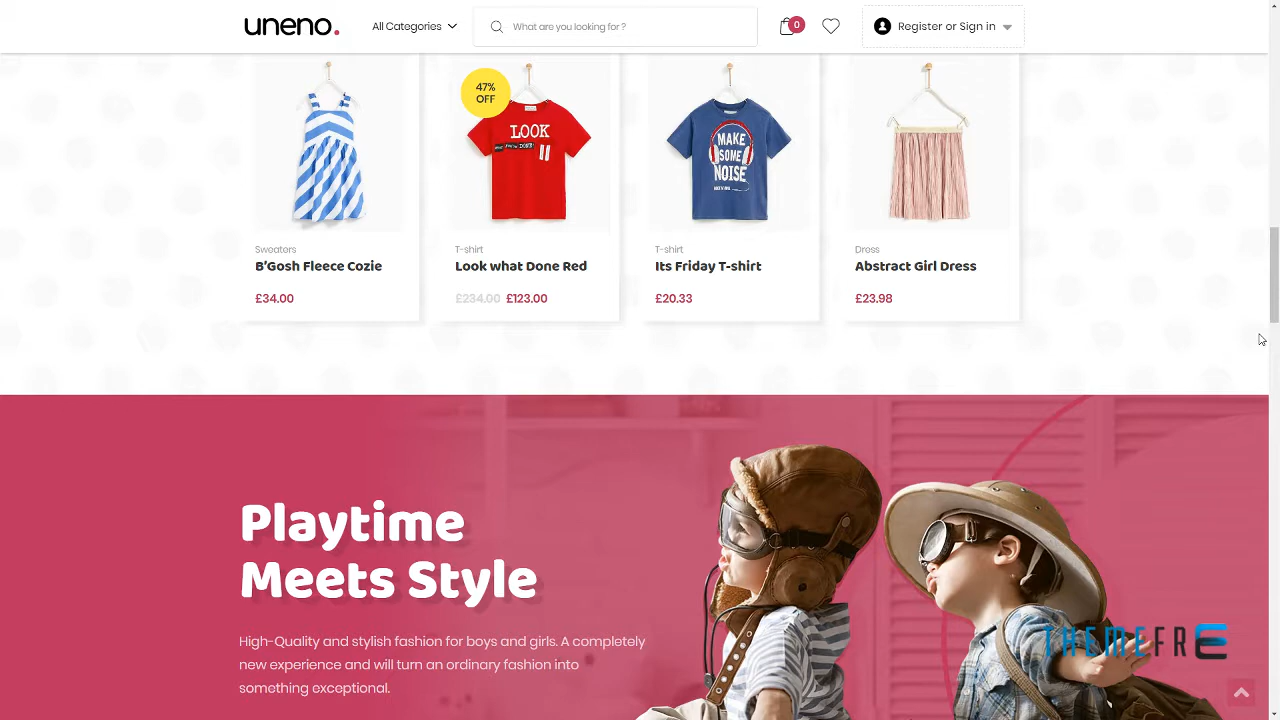 uneno.
All Categories
What are you looking for ?
0
Register or Sign in
47%
OFF
LOOK
MAKE
SOME
NOISE
Sweaters
B'Gosh Fleece Cozie
£34.00
T-shirt
Look what Done Red
£234.00 £123.00
T-shirt
Its Friday T-shirt
£20.33
Dress
Abstract Girl Dress
£23.98
Playtime
Meets Style
High-Quality and stylish fashion for boys and girls. A completely
new experience and will turn an ordinary fashion into
something exceptional.
THEMEFRE